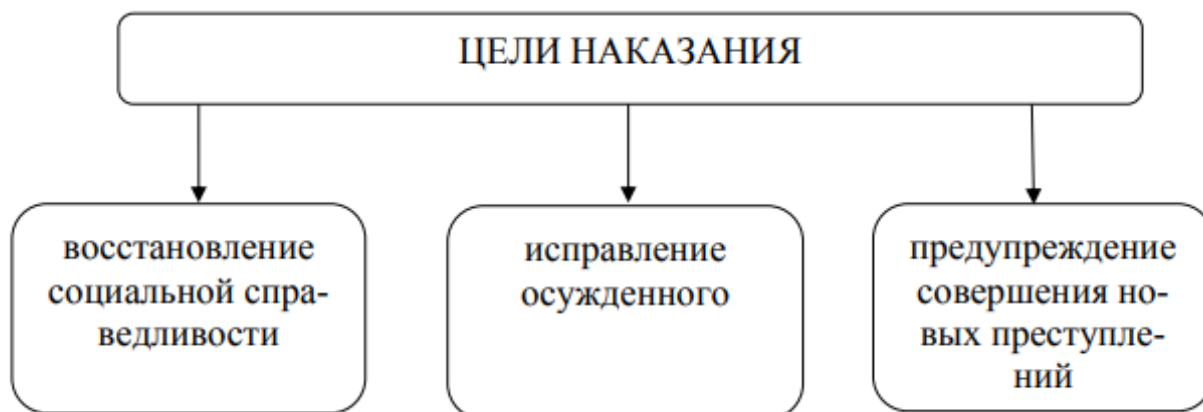 ЦЕЛИ НАКАЗАНИЯ
восстановление
социальной спра-
ведливости
исправление
осужденного
предупреждение
совершения но-
вых преступле-
ний